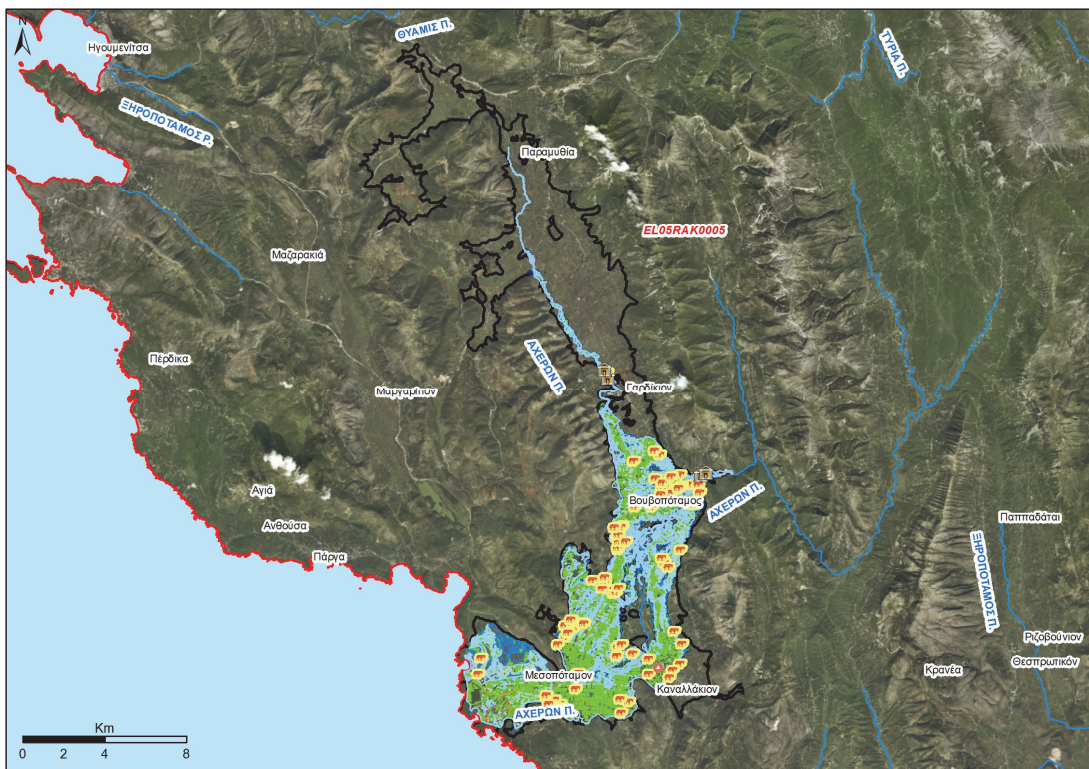 N
Ηγουμενίτσα
ΘΥΑΜΙΣ Π.
ΤΥΡΙΑ Π.
ΞΗΡΟΠΟΤΑΜΟΣ Ρ.
Παραμυθία
EL05RAK0005
Μαζαρακιά
Πέρδικα
ΑΧΕΡΩΝ Π.
Μαργαρίτιον
Γαρδίκιον
Αγιά
Βουβοπόταμος
ΑΧΕΡΩΝ Π.
Ανθούσα
Παππαδάται
Πάργα
ΞΗΡΟΠΟΤΑΜΟΣ Π.
Ριζοβούνιον
Θεσπρωτικόν
Κρανέα
Μεσοπόταμον
Καναλλάκιον
ΑΧΕΡΩΝ Π.
Km
0 2 4 8